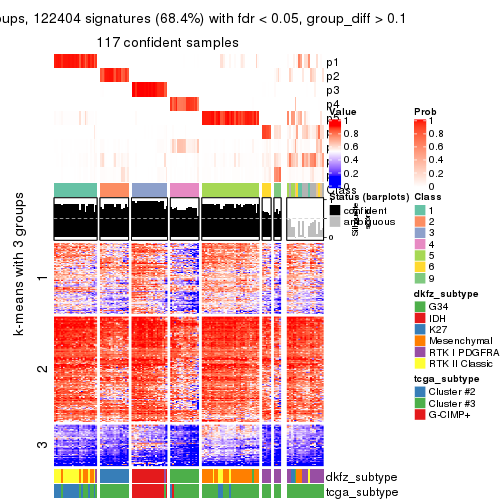 oups, 122404 signatures (68.4%) with fdr < 0.05, group_diff > 0.1
117 confident samples
p1
p2
p3
p4
Class
Silhouette
score
0
k-means with 3 groups
1
2
3
dkfz_subtype
tcga_subtype
Value
1
0.8
0.6
0.4
0.2
0
Status (barplots)
confident
ambiguous
Prob
1
0.8
0.6
0.4
0.2
0
Class
1
2
3
4
5
6
9
dkfz_subtype
G34
IDH
K27
Mesenchymal
RTK I PDGFRA
RTK II Classic
tcga_subtype
Cluster #2
Cluster #3
G-CIMP+